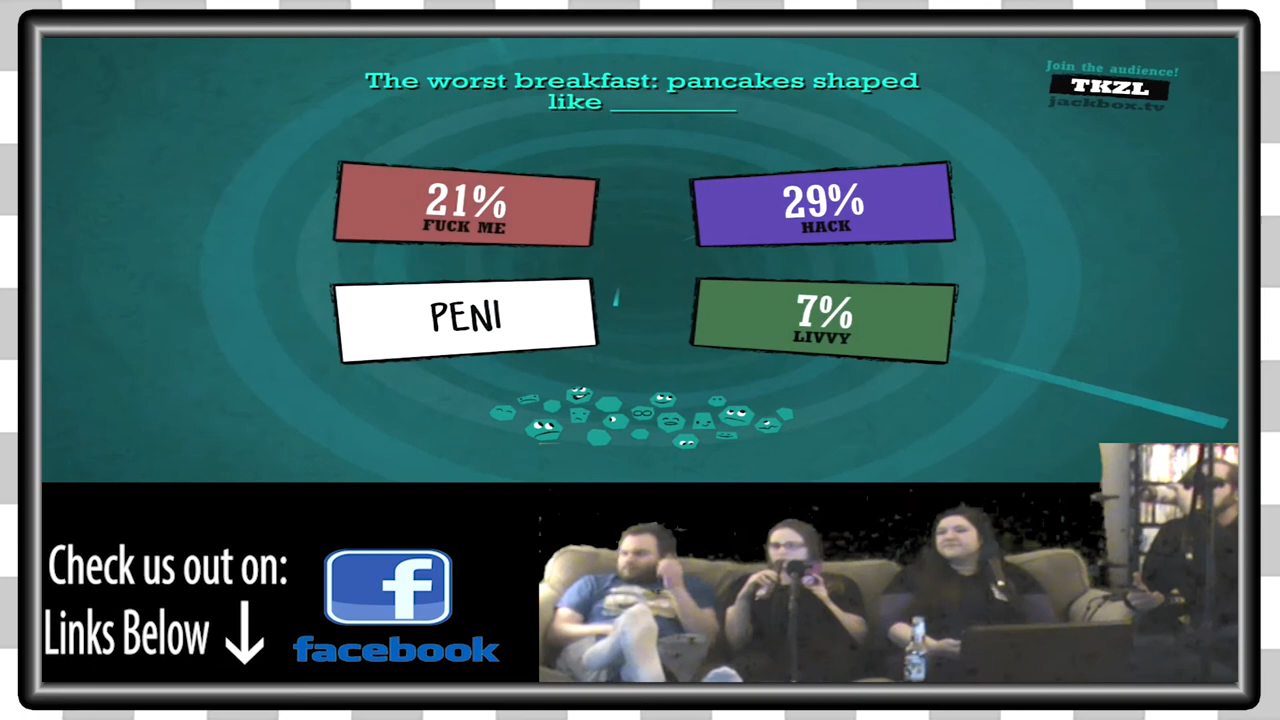 The worst breakfast: pancakes shaped
like __________
Join the audience!
TKZL
jackbox.tv
21%
FUCK ME
29%
HACK
PENI
7%
LIVVY
Check us out on:
Links Below
f
facebook